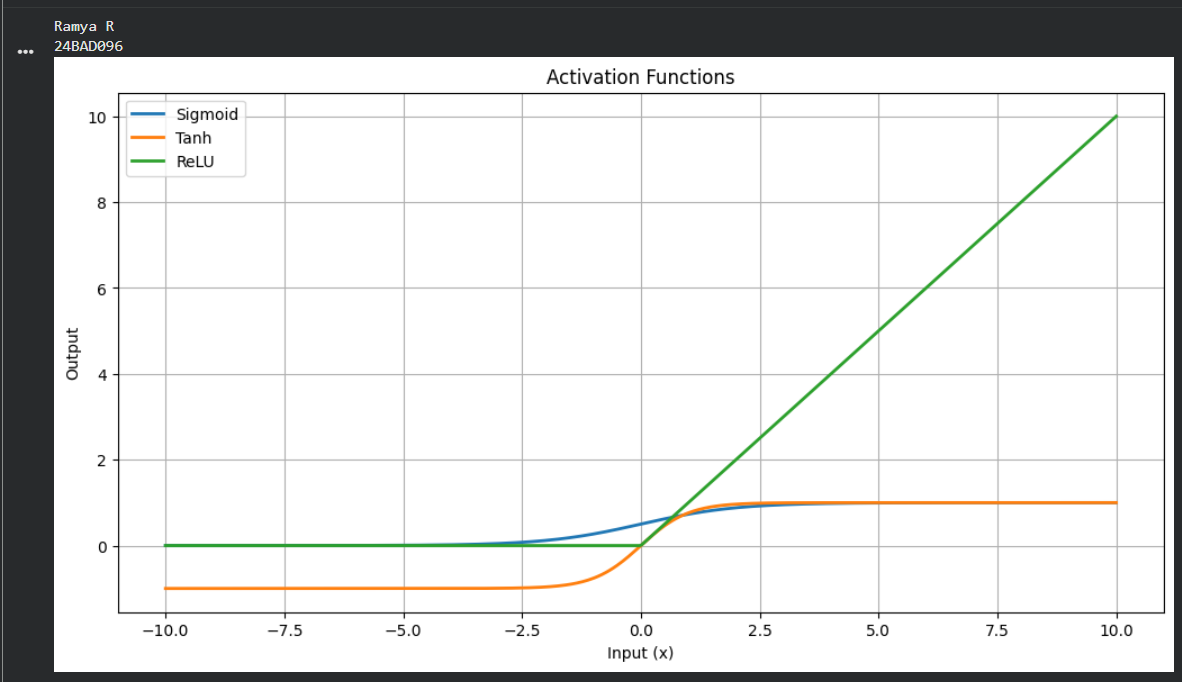 Ramya R
24BAD096
Activation Functions
Sigmoid
Tanh
ReLU
10
8
6
4
2
0
Output
−10.0 −7.5 −5.0 −2.5 0.0 2.5 5.0 7.5 10.0
Input (x)